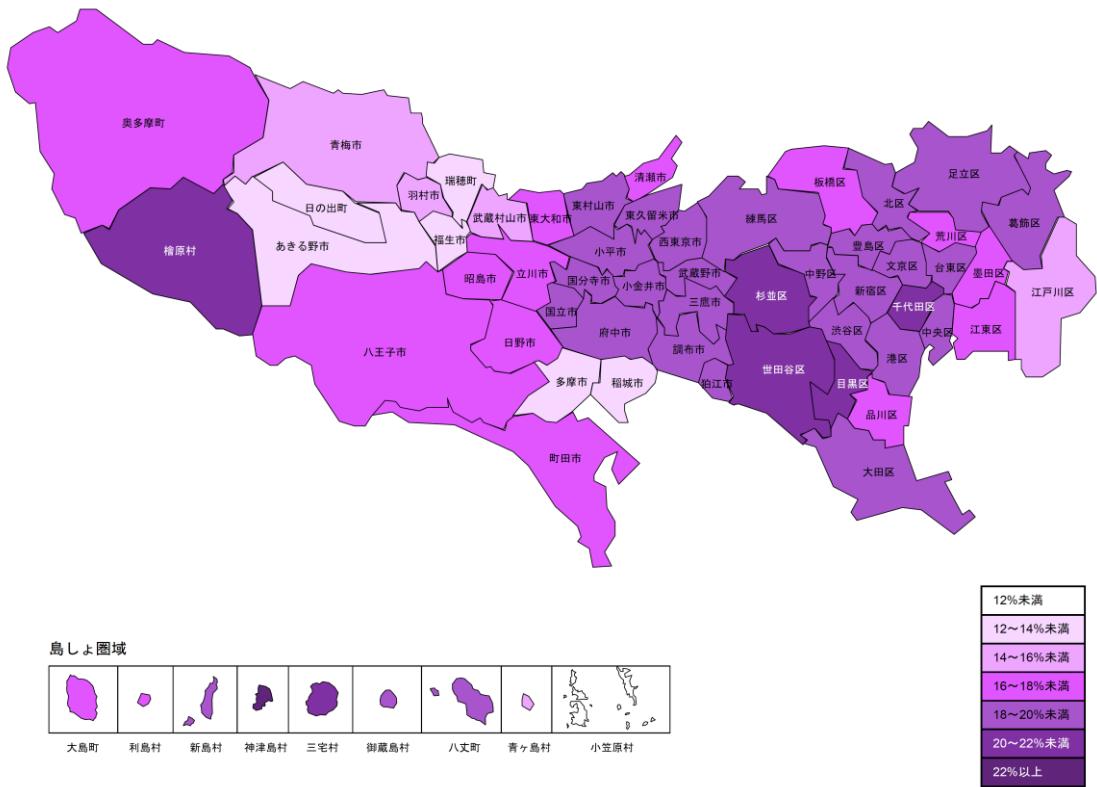 奥多摩町
青梅市
瑞穂町
羽村市
日の出町
あきる野市
福生市
檜原村
武蔵村山市
東大和市
東村山市
清瀬市
東久留米市
西東京市
小平市
昭島市
立川市
国分寺市
小金井市
武蔵野市
三鷹市
国立市
府中市
調布市
狛江市
八王子市
日野市
多摩市
稲城市
町田市
板橋区
練馬区
北区
足立区
葛飾区
荒川区
豊島区
文京区
台東区
墨田区
江戸川区
中野区
杉並区
新宿区
千代田区
中央区
江東区
渋谷区
港区
世田谷区
目黒区
品川区
大田区
島しょ圏域
大島町
利島村
新島村
神津島村
三宅村
御蔵島村
八丈町
青ヶ島村
小笠原村
12%未満
12〜14%未満
14〜16%未満
16〜18%未満
18〜20%未満
20〜22%未満
22%以上